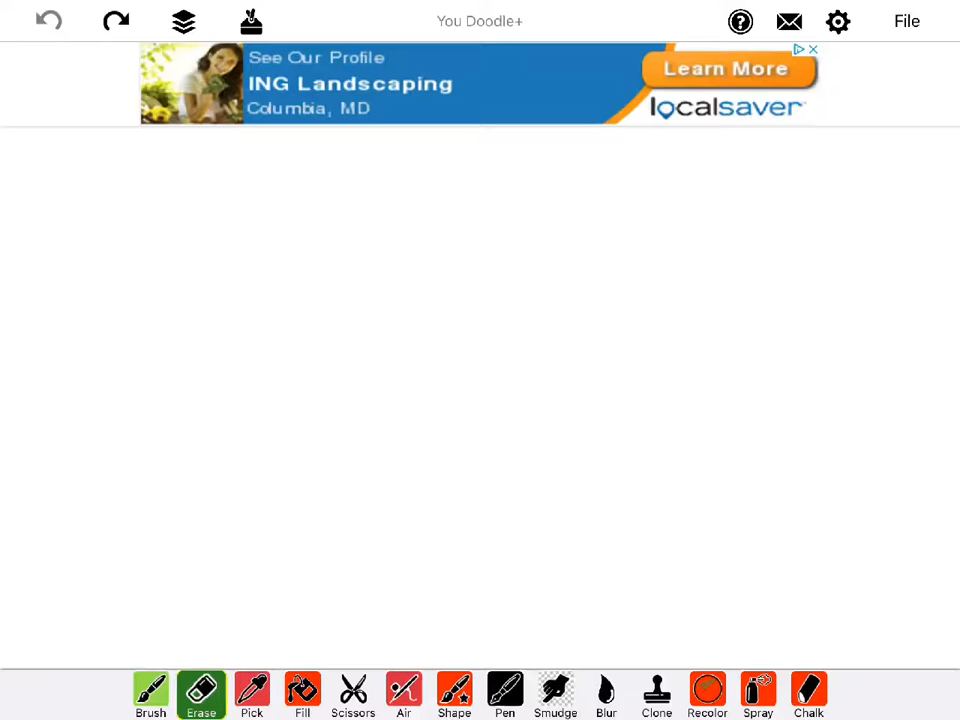 You Doodle+
File
See Our Profile
ING Landscaping
Columbia, MD
Learn More
localsaver
Brush Erase Pick Fill Scissors Air Shape Pen Smudge Blur Clone Recolor Spray Chalk